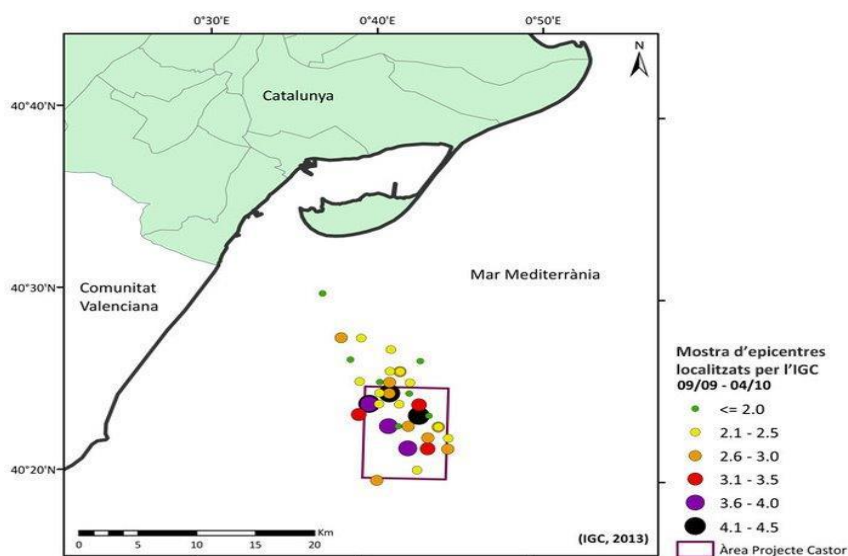 0°30'E 0°40'E 0°50'E
N
40°40'N
Catalunya
40°30'N
Comunitat
Valenciana
Mar Mediterrània
40°20'N
Mostra d'epicentres
localitzats per l'IGC
09/09 - 04/10
<= 2.0
2.1 - 2.5
2.6 - 3.0
3.1 - 3.5
3.6 - 4.0
4.1 - 4.5
Àrea Projecte Castor
Km
0 5 10 15 20
(IGC, 2013)